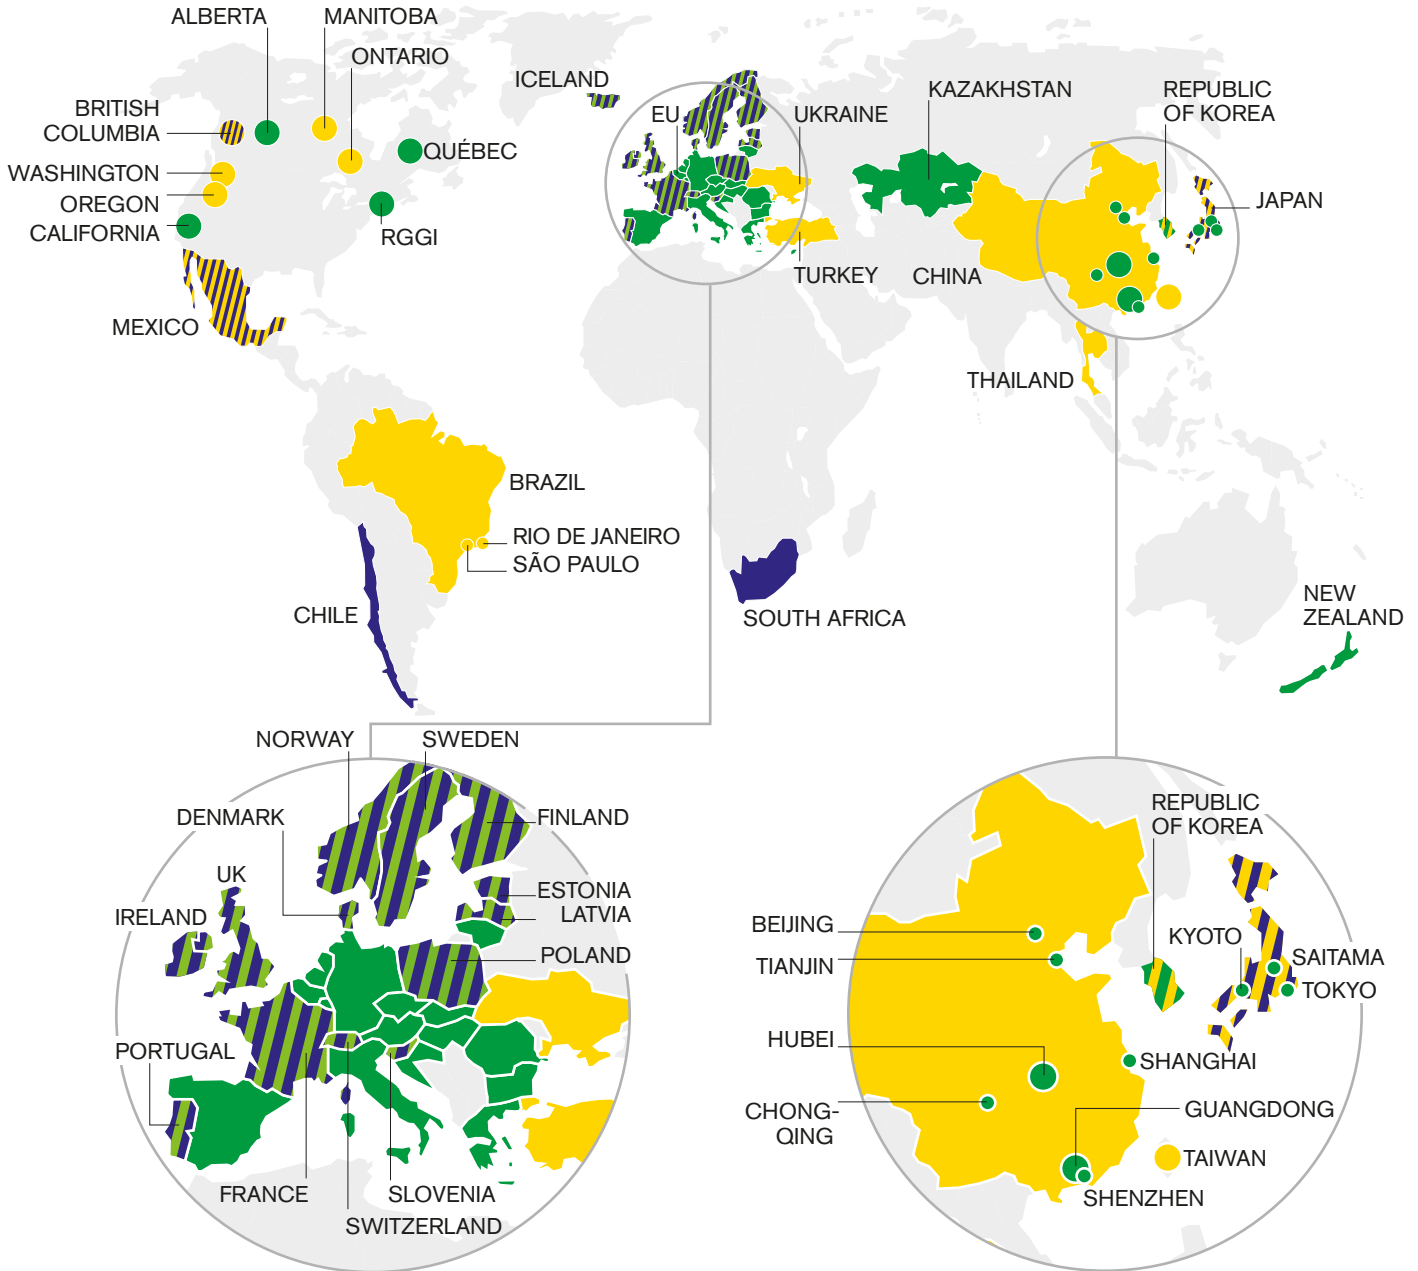 ALBERTA
MANITOBA
ONTARIO
BRITISH
COLUMBIA
QUÉBEC
WASHINGTON
OREGON
CALIFORNIA
RGGI
MEXICO
ICELAND
EU
UKRAINE
KAZAKHSTAN
REPUBLIC
OF KOREA
JAPAN
TURKEY
CHINA
THAILAND
BRAZIL
RIO DE JANEIRO
SÃO PAULO
CHILE
SOUTH AFRICA
NEW
ZEALAND
NORWAY
SWEDEN
DENMARK
FINLAND
UK
IRELAND
ESTONIA
LATVIA
POLAND
PORTUGAL
FRANCE
SLOVENIA
SWITZERLAND
REPUBLIC
OF KOREA
BEIJING
TIANJIN
KYOTO
SAITAMA
TOKYO
HUBEI
SHANGHAI
CHONG-
QING
GUANGDONG
TAIWAN
SHENZHEN